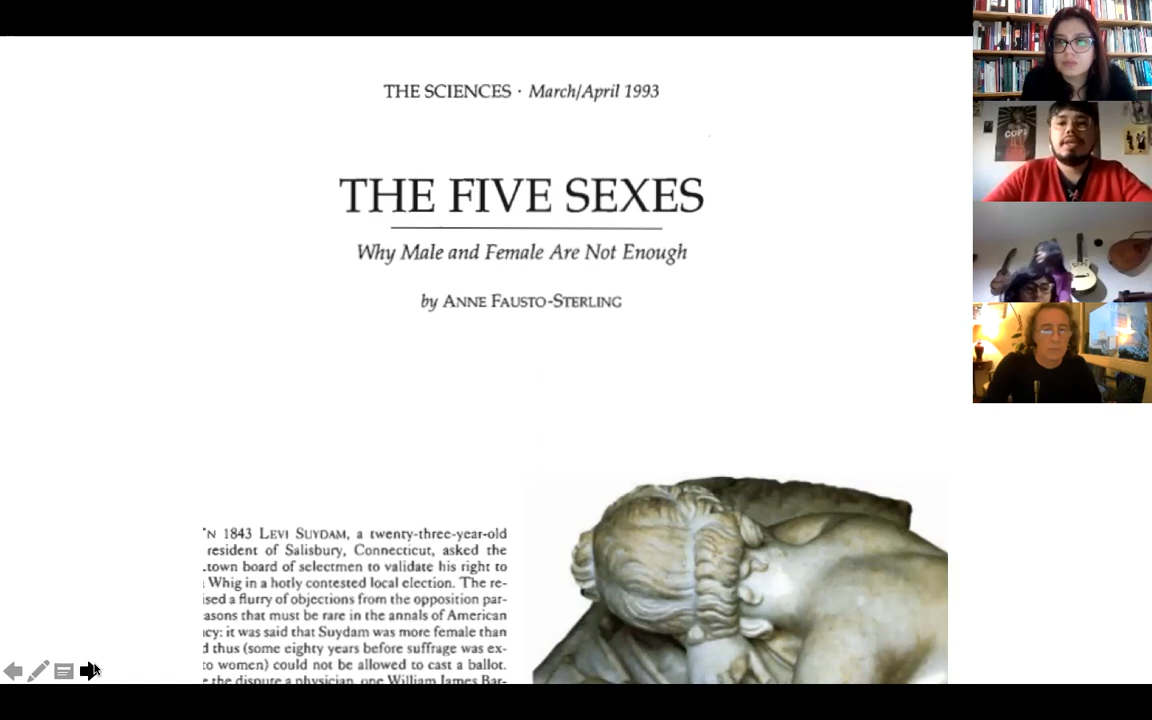 THE SCIENCES · March/April 1993
THE FIVE SEXES
Why Male and Female Are Not Enough
by ANNE FAUSTO-STERLING
N 1843 LEVI SUYDAM, a twenty-three-year-old
resident of Salisbury, Connecticut, asked the
town board of selectmen to validate his right to
Whig in a hotly contested local election. The re-
ised a flurry of objections from the opposition par-
asons that must be rare in the annals of American
acy: it was said that Suydam was more female than
d thus (some eighty years before suffrage was ex-
to women) could not be allowed to cast a ballot.
e the dispute a physician, one William James Bar-
COPI